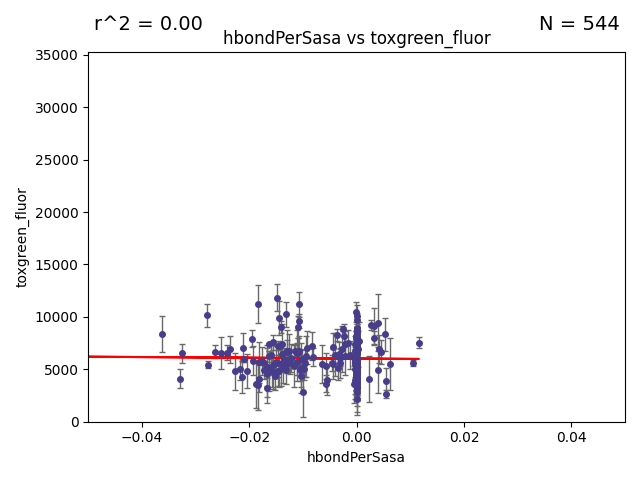 r^2 = 0.00
N = 544
hbondPerSasa vs toxgreen_fluor
35000
30000
25000
20000
15000
10000
5000
0
toxgreen_fluor
−0.04
−0.02
0.00
0.02
0.04
hbondPerSasa